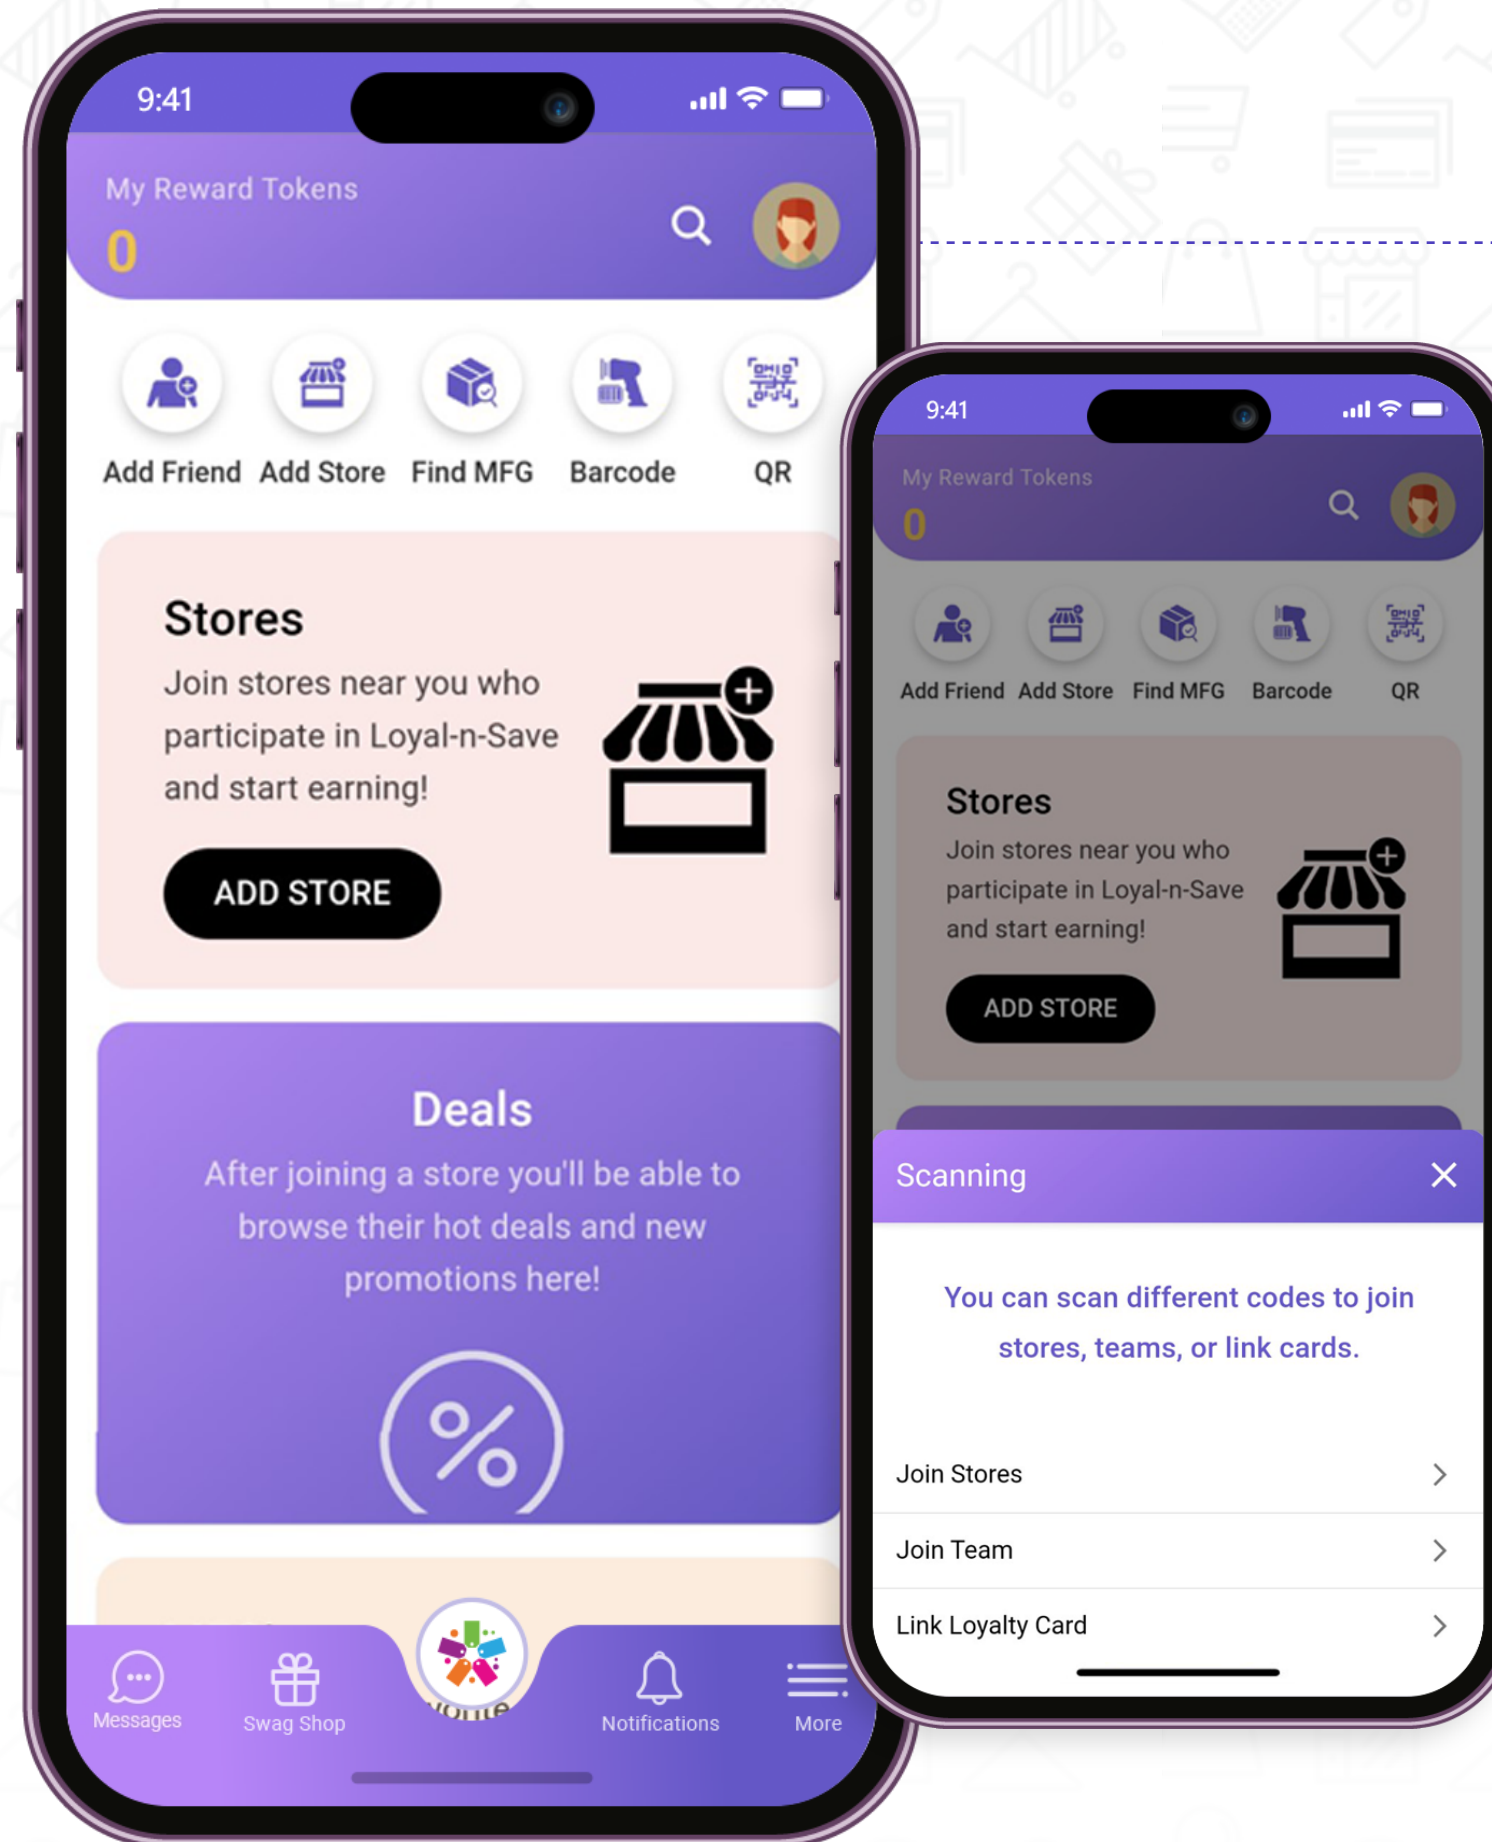 9:41
My Reward Tokens
0
Add Friend
Add Store
Find MFG
Barcode
QR
Stores
Join stores near you who
participate in Loyal-n-Save
and start earning!
ADD STORE
Deals
After joining a store you'll be able to
browse their hot deals and new
promotions here!
Messages
Swag Shop
Notifications
More
9:41
My Reward Tokens
0
Add Friend
Add Store
Find MFG
Barcode
QR
Stores
Join stores near you who
participate in Loyal-n-Save
and start earning!
ADD STORE
Scanning
You can scan different codes to join
stores, teams, or link cards.
Join Stores
Join Team
Link Loyalty Card